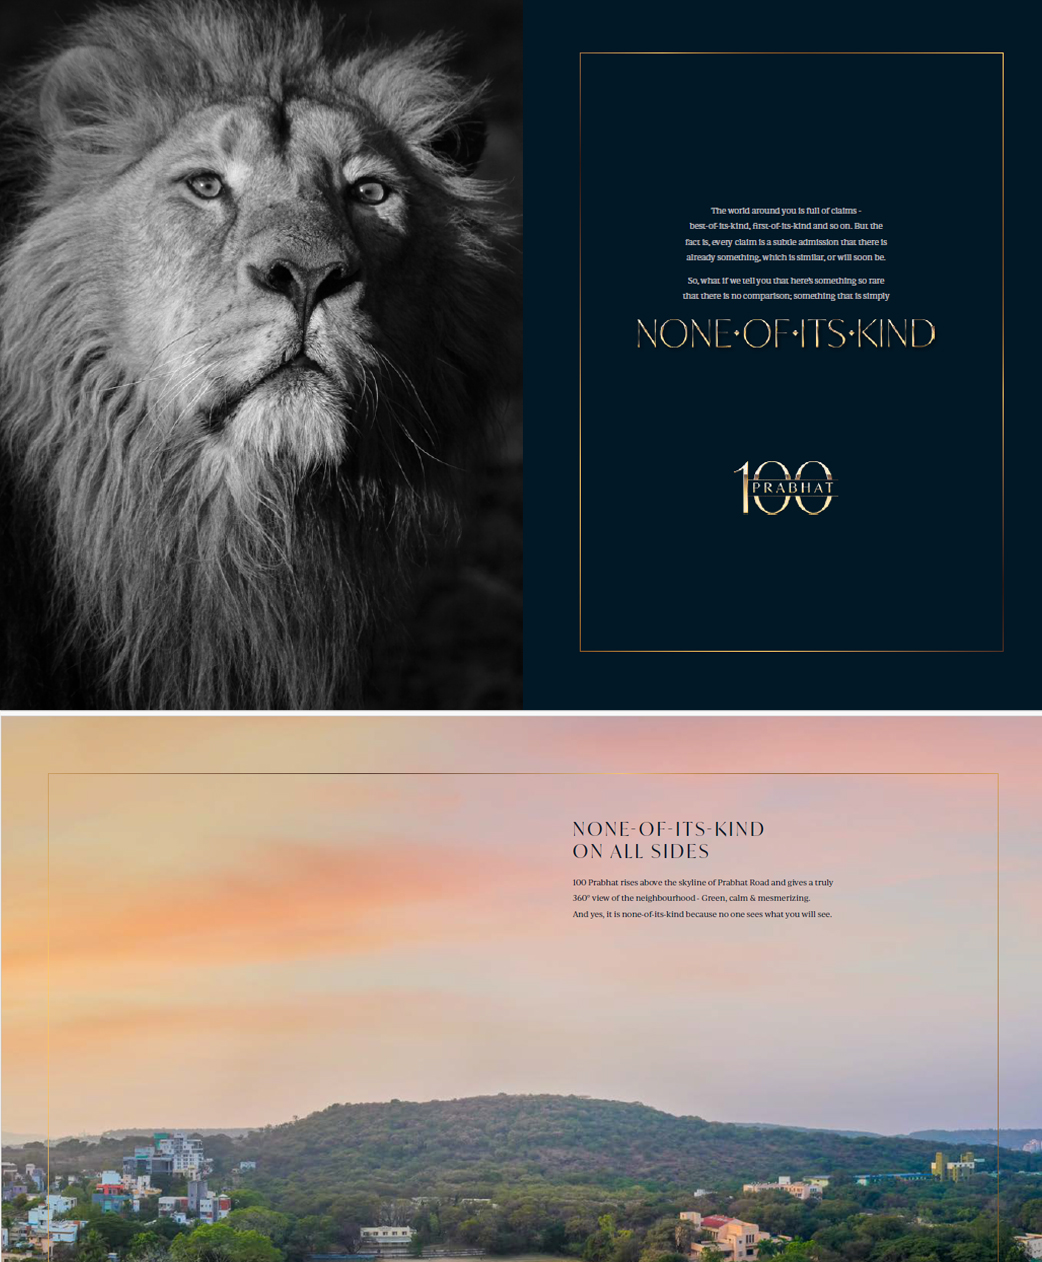 The world around you is full of claims -
best-of-its-kind, first-of-its-kind and so on. But the
fact is, every claim is a subtle admission that there is
already something, which is similar, or will soon be.
So, what if we tell you that here's something so rare
that there is no comparison; something that is simply
NONE•OF•ITS•KIND
100
PRABHAT
NONE-OF-ITS-KIND
ON ALL SIDES
100 Prabhat rises above the skyline of Prabhat Road and gives a truly
360° view of the neighbourhood - Green, calm & mesmerizing.
And yes, it is none-of-its-kind because no one sees what you will see.